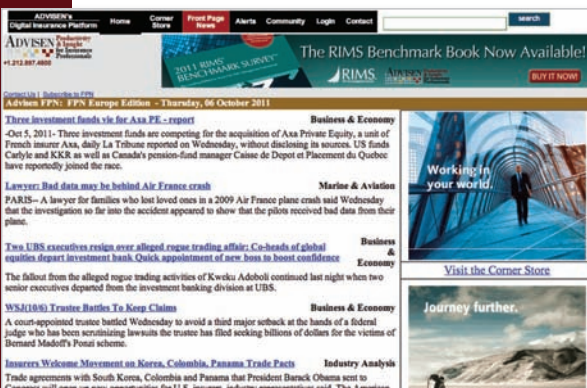 ADVISEN's
Digital Insurance Platform
Home
Corner
Store
Front Page
News
Alerts
Community
Login
Contact
search
ADVISEN Productivity
& Insight
for Insurance
Professionals
+1.212.897.4800
2011 RIMS
BENCHMARK SURVEY
The RIMS Benchmark Book Now Available!
RIMS
ADVISEN
BUY IT NOW!
Contact Us | Subscribe to FPN
Advisen FPN: FPN Europe Edition - Thursday, 06 October 2011
Three investment funds vie for Axa PE - report
Business & Economy
-Oct 5, 2011- Three investment funds are competing for the acquisition of Axa Private Equity, a unit of
French insurer Axa, daily La Tribune reported on Wednesday, without disclosing its sources. US funds
Carlyle and KKR as well as Canada's pension-fund manager Caisse de Depot et Placement du Quebec
have reportedly joined the race.
Lawyer: Bad data may be behind Air France crash
Marine & Aviation
PARIS-- A lawyer for families who lost loved ones in a 2009 Air France plane crash said Wednesday
that the investigation so far into the accident appeared to show that the pilots received bad data from their
plane.
Two UBS executives resign over alleged rogue trading affair: Co-heads of global
equities depart investment bank Quick appointment of new boss to boost confidence
Business
&
Economy
The fallout from the alleged rogue trading activities of Kweku Adoboli continued last night when two
senior executives departed from the investment banking division at UBS.
WSJ(10/6) Trustee Battles To Keep Claims
Business & Economy
A court-appointed trustee battled Wednesday to avoid a third major setback at the hands of a federal
judge who has been scrutinizing lawsuits the trustee has filed seeking billions of dollars for the victims of
Bernard Madoff's Ponzi scheme.
Insurers Welcome Movement on Korea, Colombia, Panama Trade Pacts
Industry Analysis
Trade agreements with South Korea, Colombia and Panama that President Barack Obama sent to
Working in
your world.
Visit the Corner Store
Journey further.